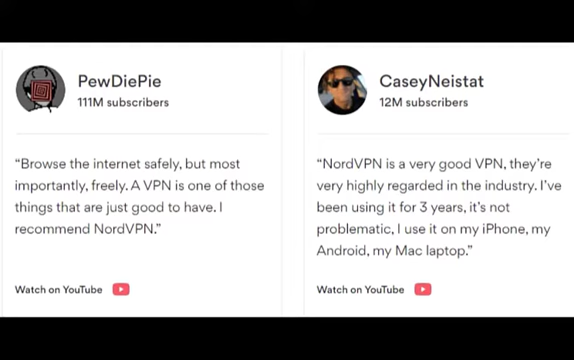 PewDiePie
111M subscribers
“Browse the internet safely, but most
importantly, freely. A VPN is one of those
things that are just good to have. I
recommend NordVPN.”
Watch on YouTube
CaseyNeistat
12M subscribers
“NordVPN is a very good VPN, they’re
very highly regarded in the industry. I’ve
been using it for 3 years, it’s not
problematic, I use it on my iPhone, my
Android, my Mac laptop.”
Watch on YouTube